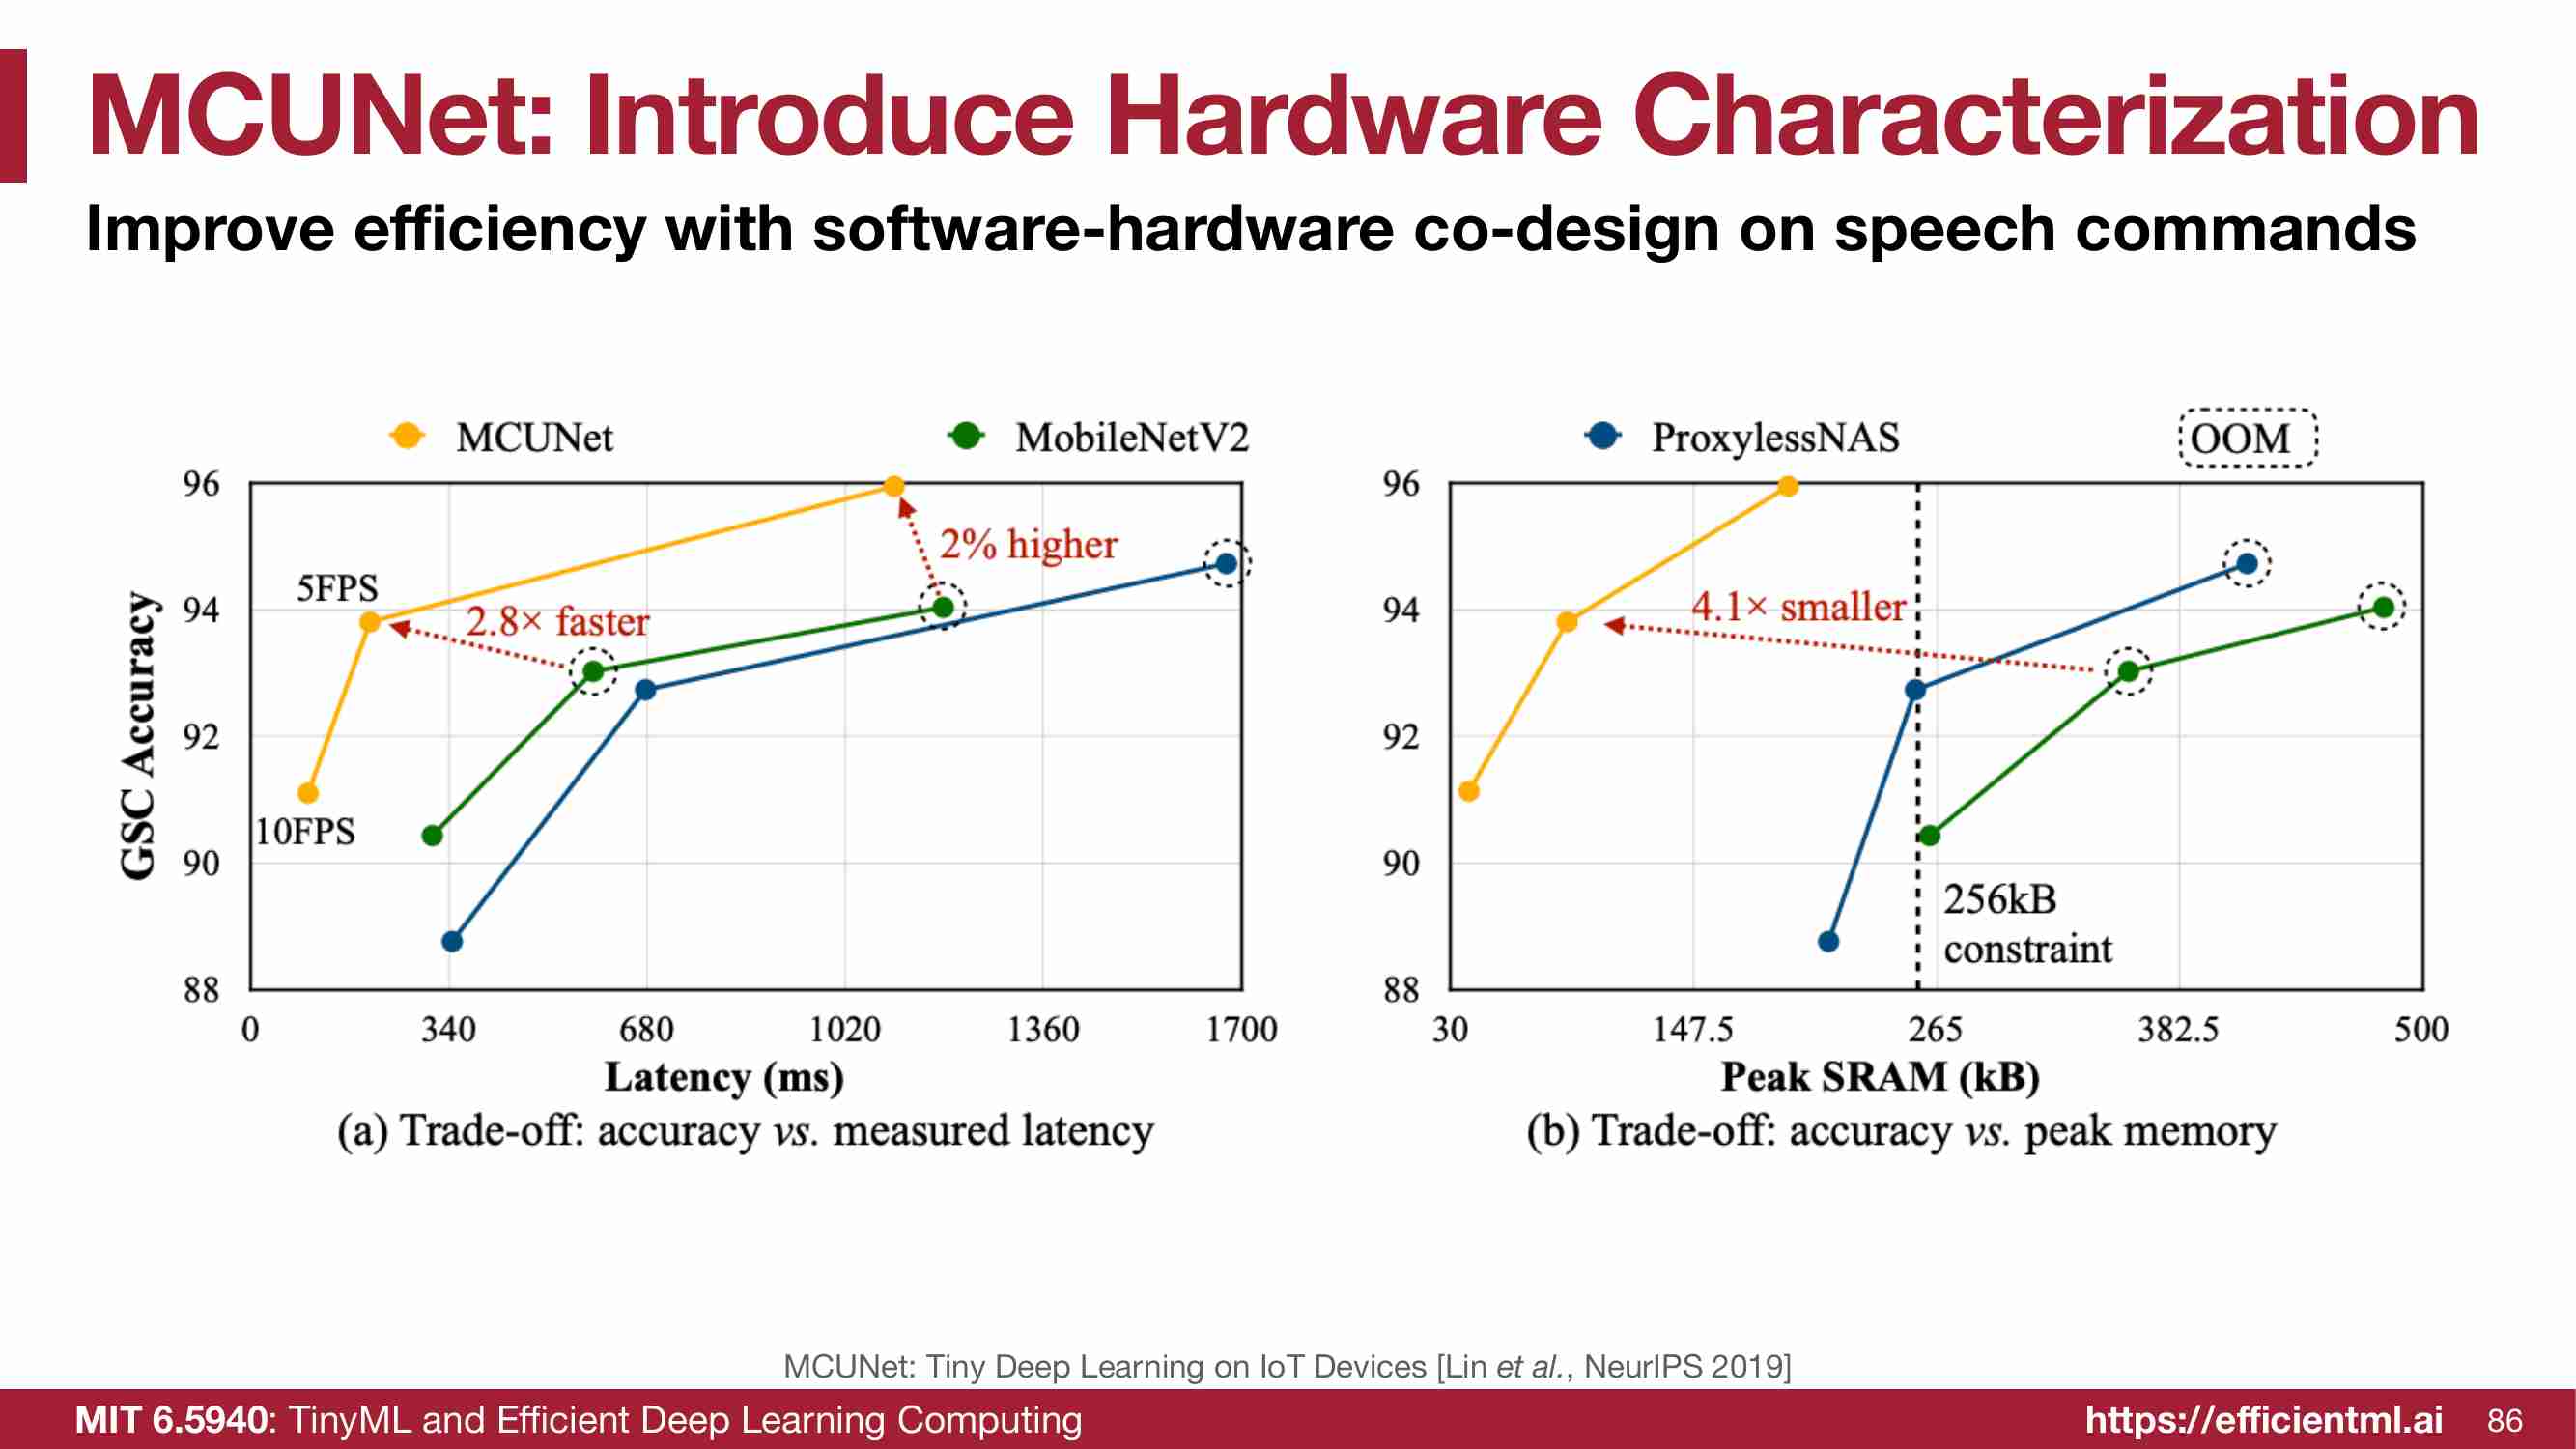 MCUNet: Introduce Hardware Characterization
Improve efficiency with software-hardware co-design on speech commands
MCUNet
MobileNetV2
ProxylessNAS
OOM
GSC Accuracy
96
94
92
90
88
5FPS
10FPS
2.8× faster
2% higher
0
340
680
1020
1360
1700
Latency (ms)
(a) Trade-off: accuracy vs. measured latency
96
94
92
90
88
4.1× smaller
256kB
constraint
30
147.5
265
382.5
500
Peak SRAM (kB)
(b) Trade-off: accuracy vs. peak memory
MCUNet: Tiny Deep Learning on IoT Devices [Lin et al., NeurIPS 2019]
MIT 6.5940: TinyML and Efficient Deep Learning Computing
https://efficientml.ai
86